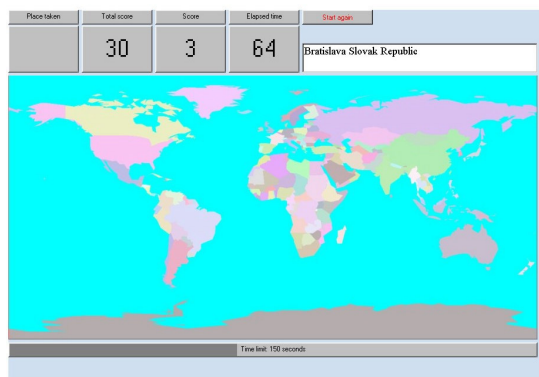 Place taken
Total score
Score
Elapsed time
Start again
30
3
64
Bratislava Slovak Republic
Time limit: 150 seconds